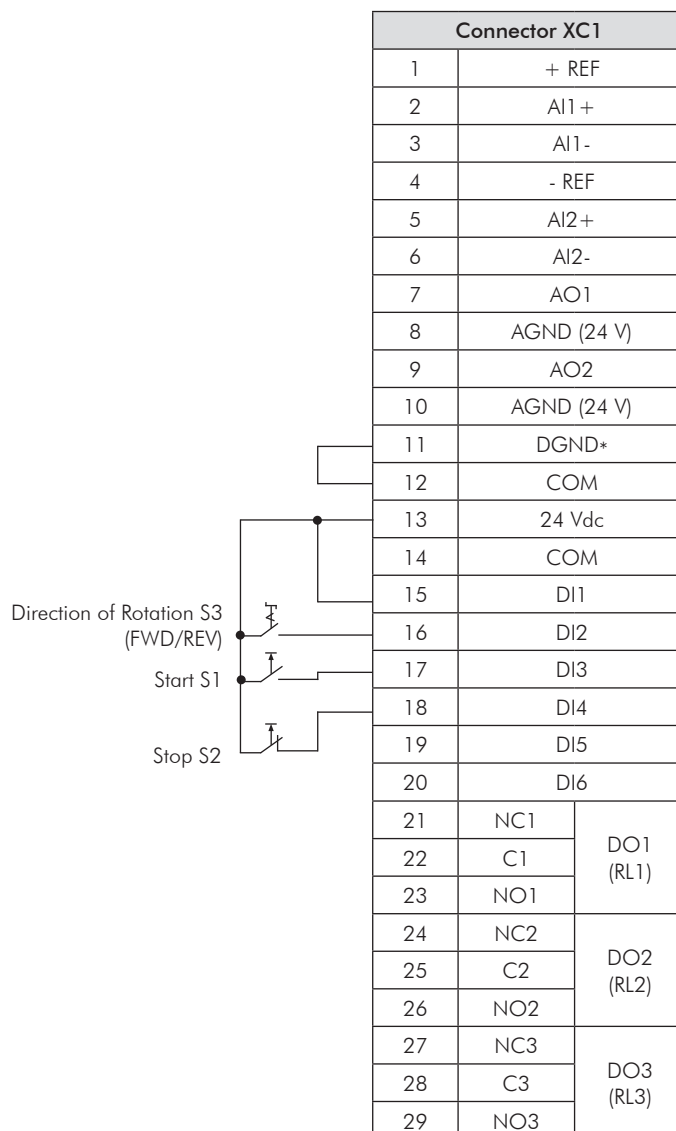 Connector XC1
1 + REF
2 AI1+
3 AI1-
4 - REF
5 AI2+
6 AI2-
7 AO1
8 AGND (24 V)
9 AO2
10 AGND (24 V)
11 DGND*
12 COM
13 24 Vdc
14 COM
15 DI1
Direction of Rotation S3
(FWD/REV)
16 DI2
Start S1
17 DI3
18 DI4
Stop S2
19 DI5
20 DI6
21 NC1
22 C1
23 NO1
DO1
(RL1)
24 NC2
25 C2
26 NO2
DO2
(RL2)
27 NC3
28 C3
29 NO3
DO3
(RL3)